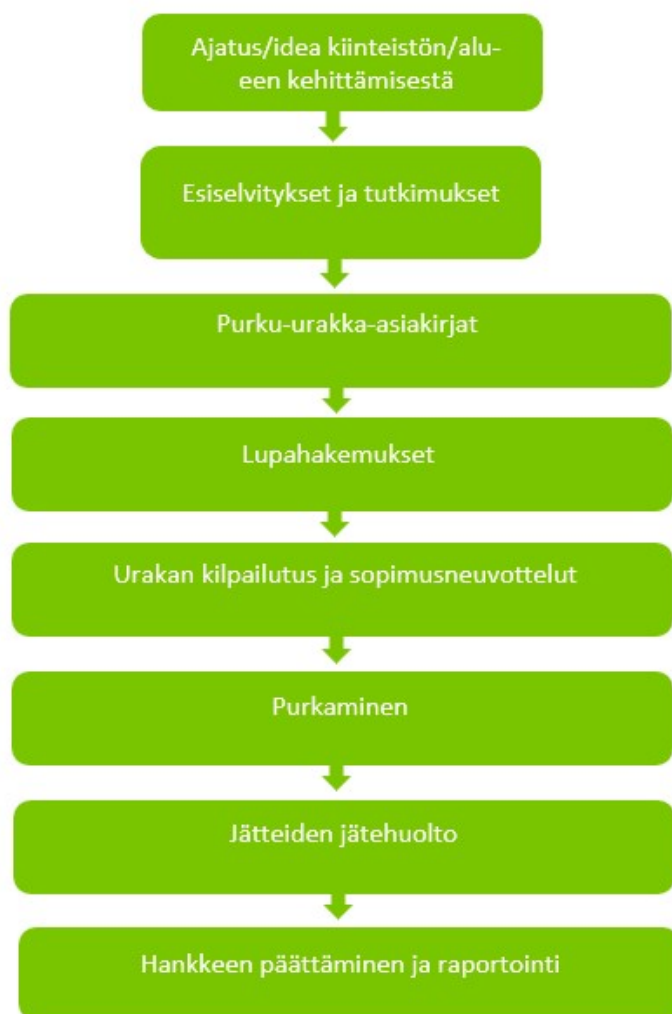 Ajatus/idea kiinteistön/alu-
een kehittämisestä
Esiselvitykset ja tutkimukset
Purku-urakka-asiakirjat
Lupahakemukset
Urakan kilpailutus ja sopimusneuvottelut
Purkaminen
Jätteiden jätehuolto
Hankkeen päättäminen ja raportointi